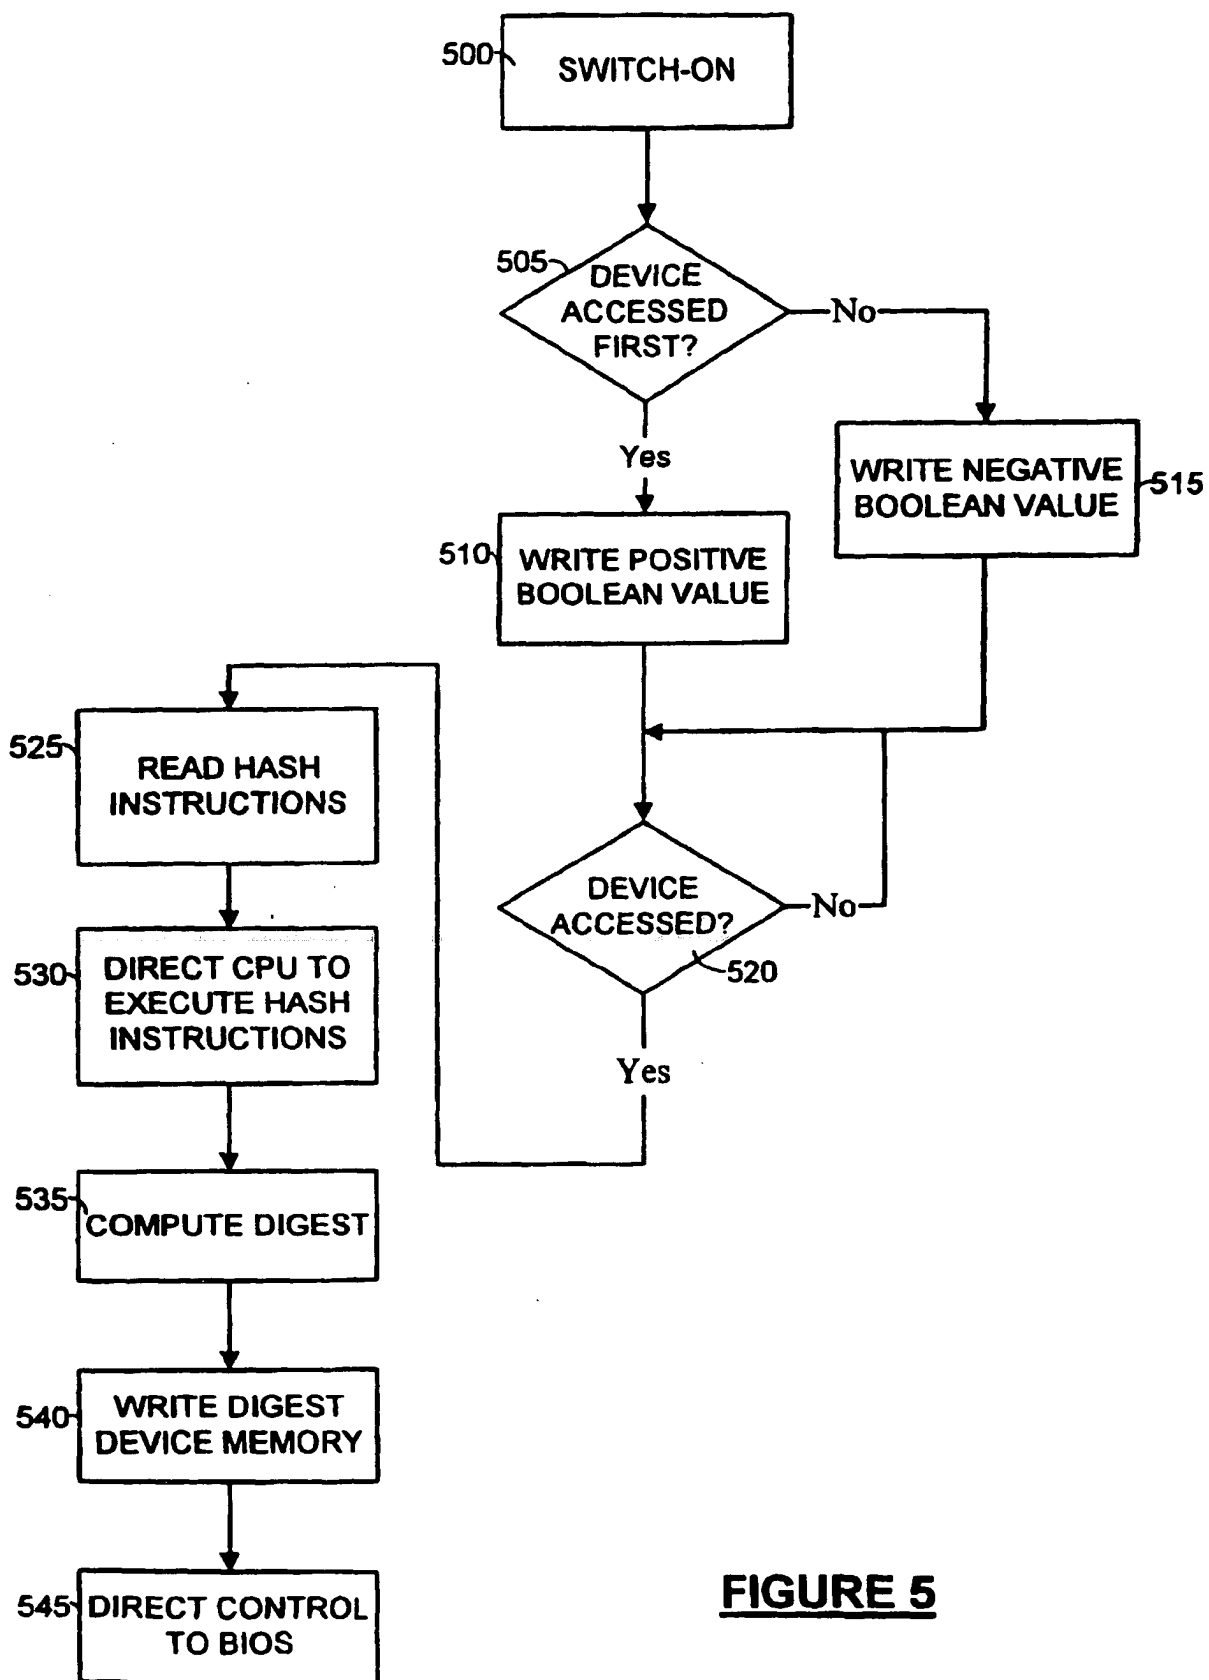 500
SWITCH-ON
505
DEVICE
ACCESSED
FIRST?
No
Yes
WRITE NEGATIVE
BOOLEAN VALUE
515
510
WRITE POSITIVE
BOOLEAN VALUE
DEVICE
ACCESSED?
No
520
Yes
525
READ HASH
INSTRUCTIONS
530
DIRECT CPU TO
EXECUTE HASH
INSTRUCTIONS
535
COMPUTE DIGEST
540
WRITE DIGEST
DEVICE MEMORY
545
DIRECT CONTROL
TO BIOS
FIGURE 5